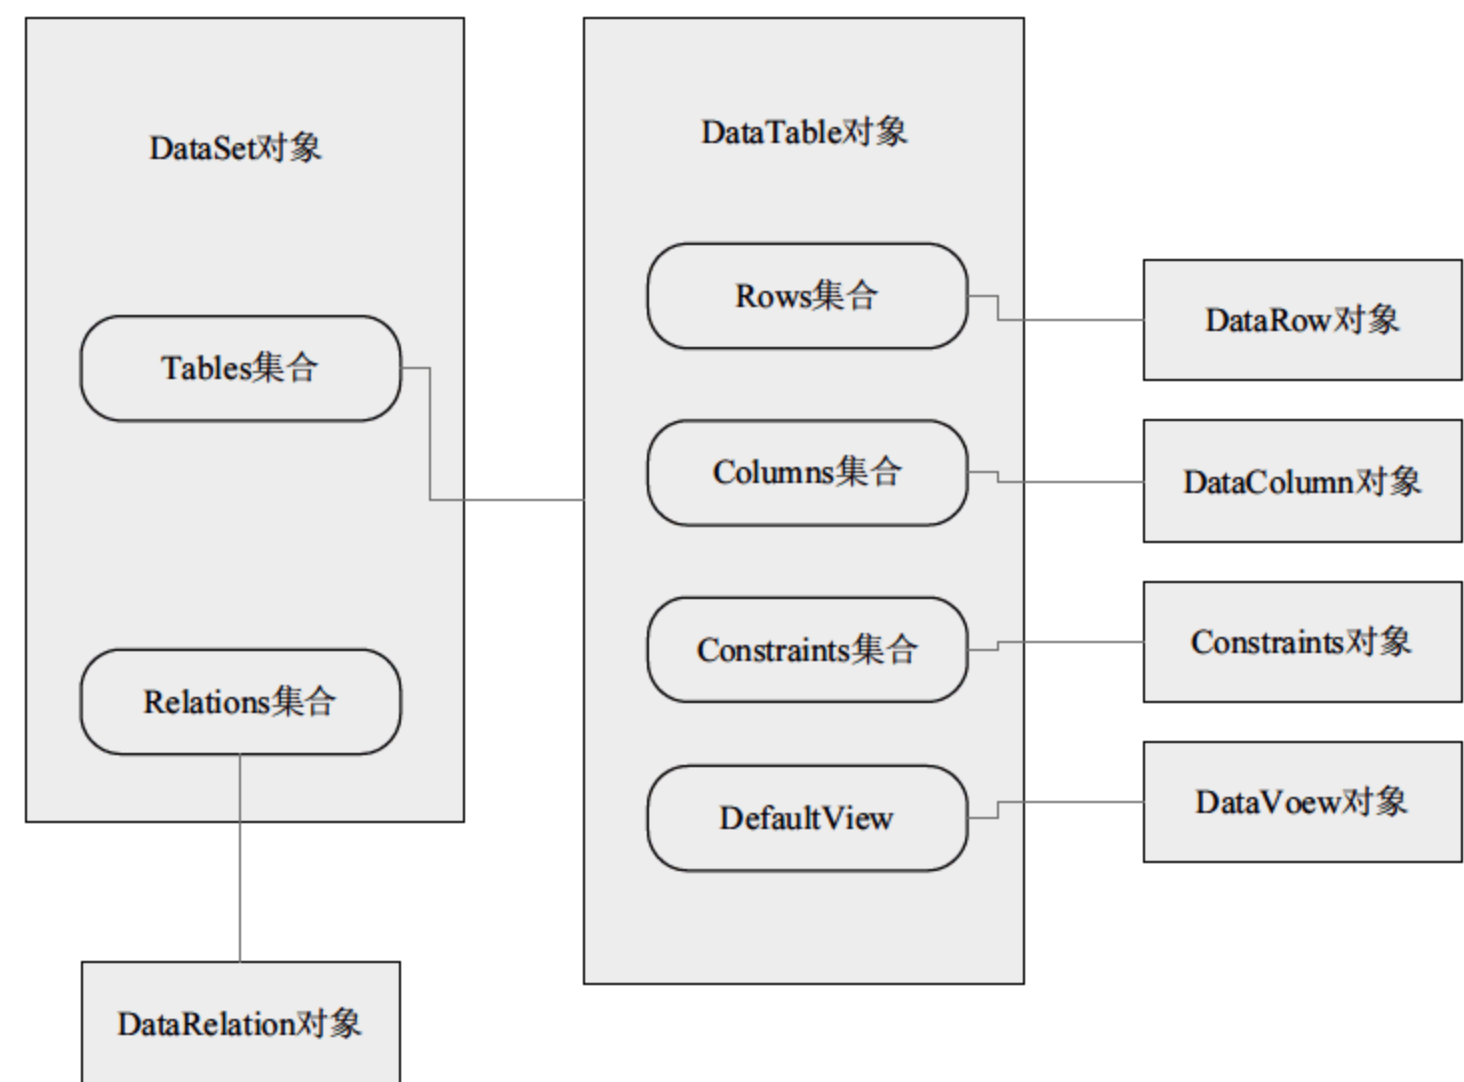 DataSet对象
Tables集合
Relations集合
DataRelation对象
DataTable对象
Rows集合
Columns集合
Constraints集合
DefaultView
DataRow对象
DataColumn对象
Constraints对象
DataVoew对象